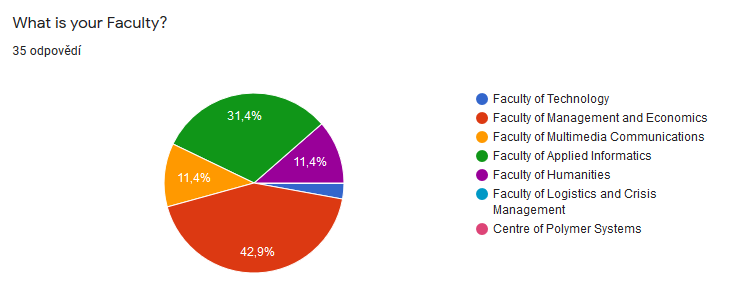 What is your Faculty?
35 odpovědí
31,4%
11,4%
11,4%
42,9%
Faculty of Technology
Faculty of Management and Economics
Faculty of Multimedia Communications
Faculty of Applied Informatics
Faculty of Humanities
Faculty of Logistics and Crisis
Management
Centre of Polymer Systems